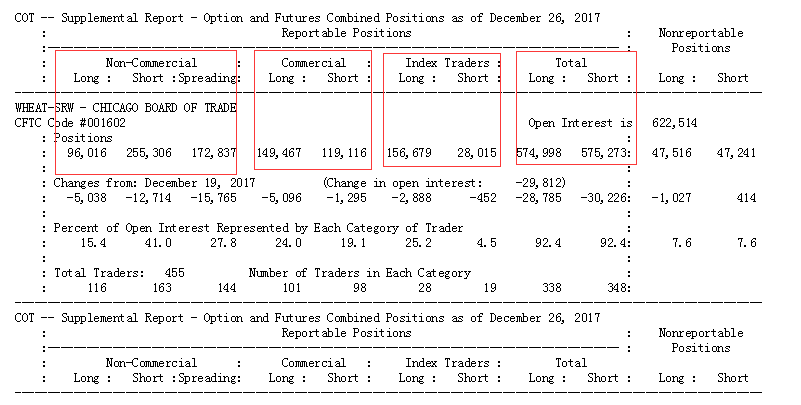 COT -- Supplemental Report - Option and Futures Combined Positions as of December 26, 2017
: Reportable Positions : Nonreportable
:---------------------------------------------------------------------------------------- : Positions
: Non-Commercial : Commercial : Index Traders : Total :
: Long : Short :Spreading: Long : Short : Long : Short : Long : Short : Long : Short
WHEAT-SRW - CHICAGO BOARD OF TRADE
CFTC Code #001602 Open Interest is 622,514
: Positions :
: 96,016 255,306 172,837 149,467 119,116 156,679 28,015 574,998 575,273: 47,516 47,241
: Changes from: December 19, 2017 (Change in open interest: -29,812) :
: -5,038 -12,714 -15,765 -5,096 -1,295 -2,888 -452 -28,785 -30,226: -1,027 414
: Percent of Open Interest Represented by Each Category of Trader :
: 15.4 41.0 27.8 24.0 19.1 25.2 4.5 92.4 92.4: 7.6 7.6
: Total Traders: 455 Number of Traders in Each Category :
: 116 163 144 101 98 28 19 338 348:
COT -- Supplemental Report - Option and Futures Combined Positions as of December 26, 2017
: Reportable Positions : Nonreportable
:---------------------------------------------------------------------------------------- : Positions
: Non-Commercial : Commercial : Index Traders : Total :
: Long : Short :Spreading: Long : Short : Long : Short : Long : Short : Long : Short